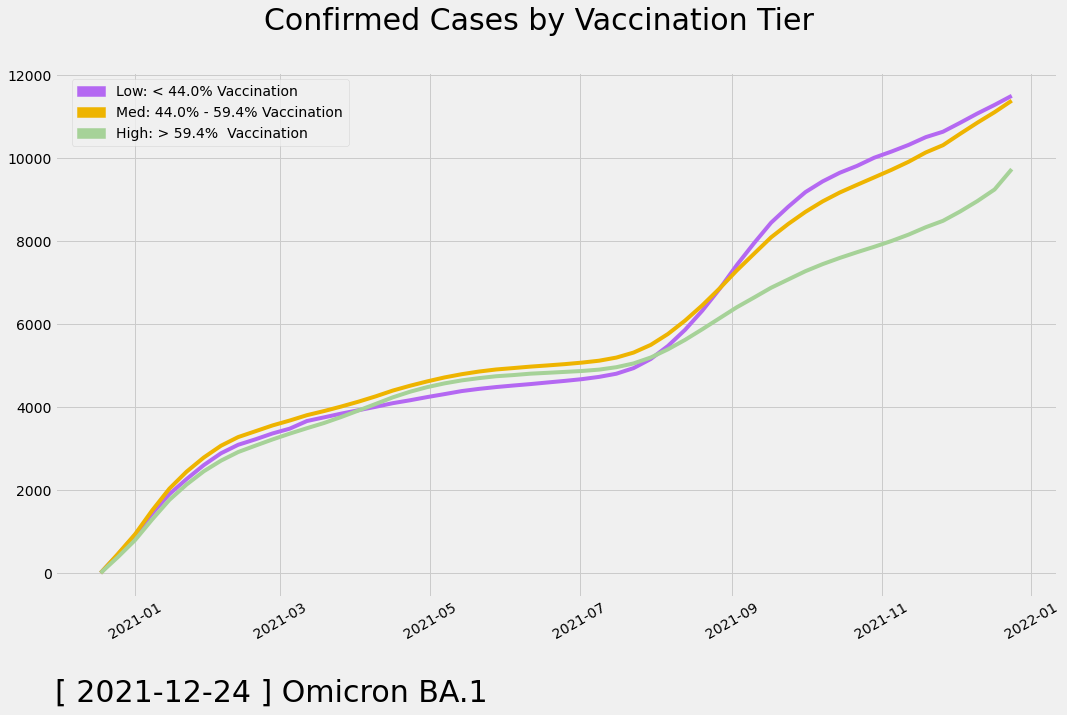 Confirmed Cases by Vaccination Tier
12000
10000
8000
6000
4000
2000
0
Low: < 44.0% Vaccination
Med: 44.0% - 59.4% Vaccination
High: > 59.4%  Vaccination
2021-01
2021-03
2021-05
2021-07
2021-09
2021-11
2022-01
[ 2021-12-24 ] Omicron BA.1